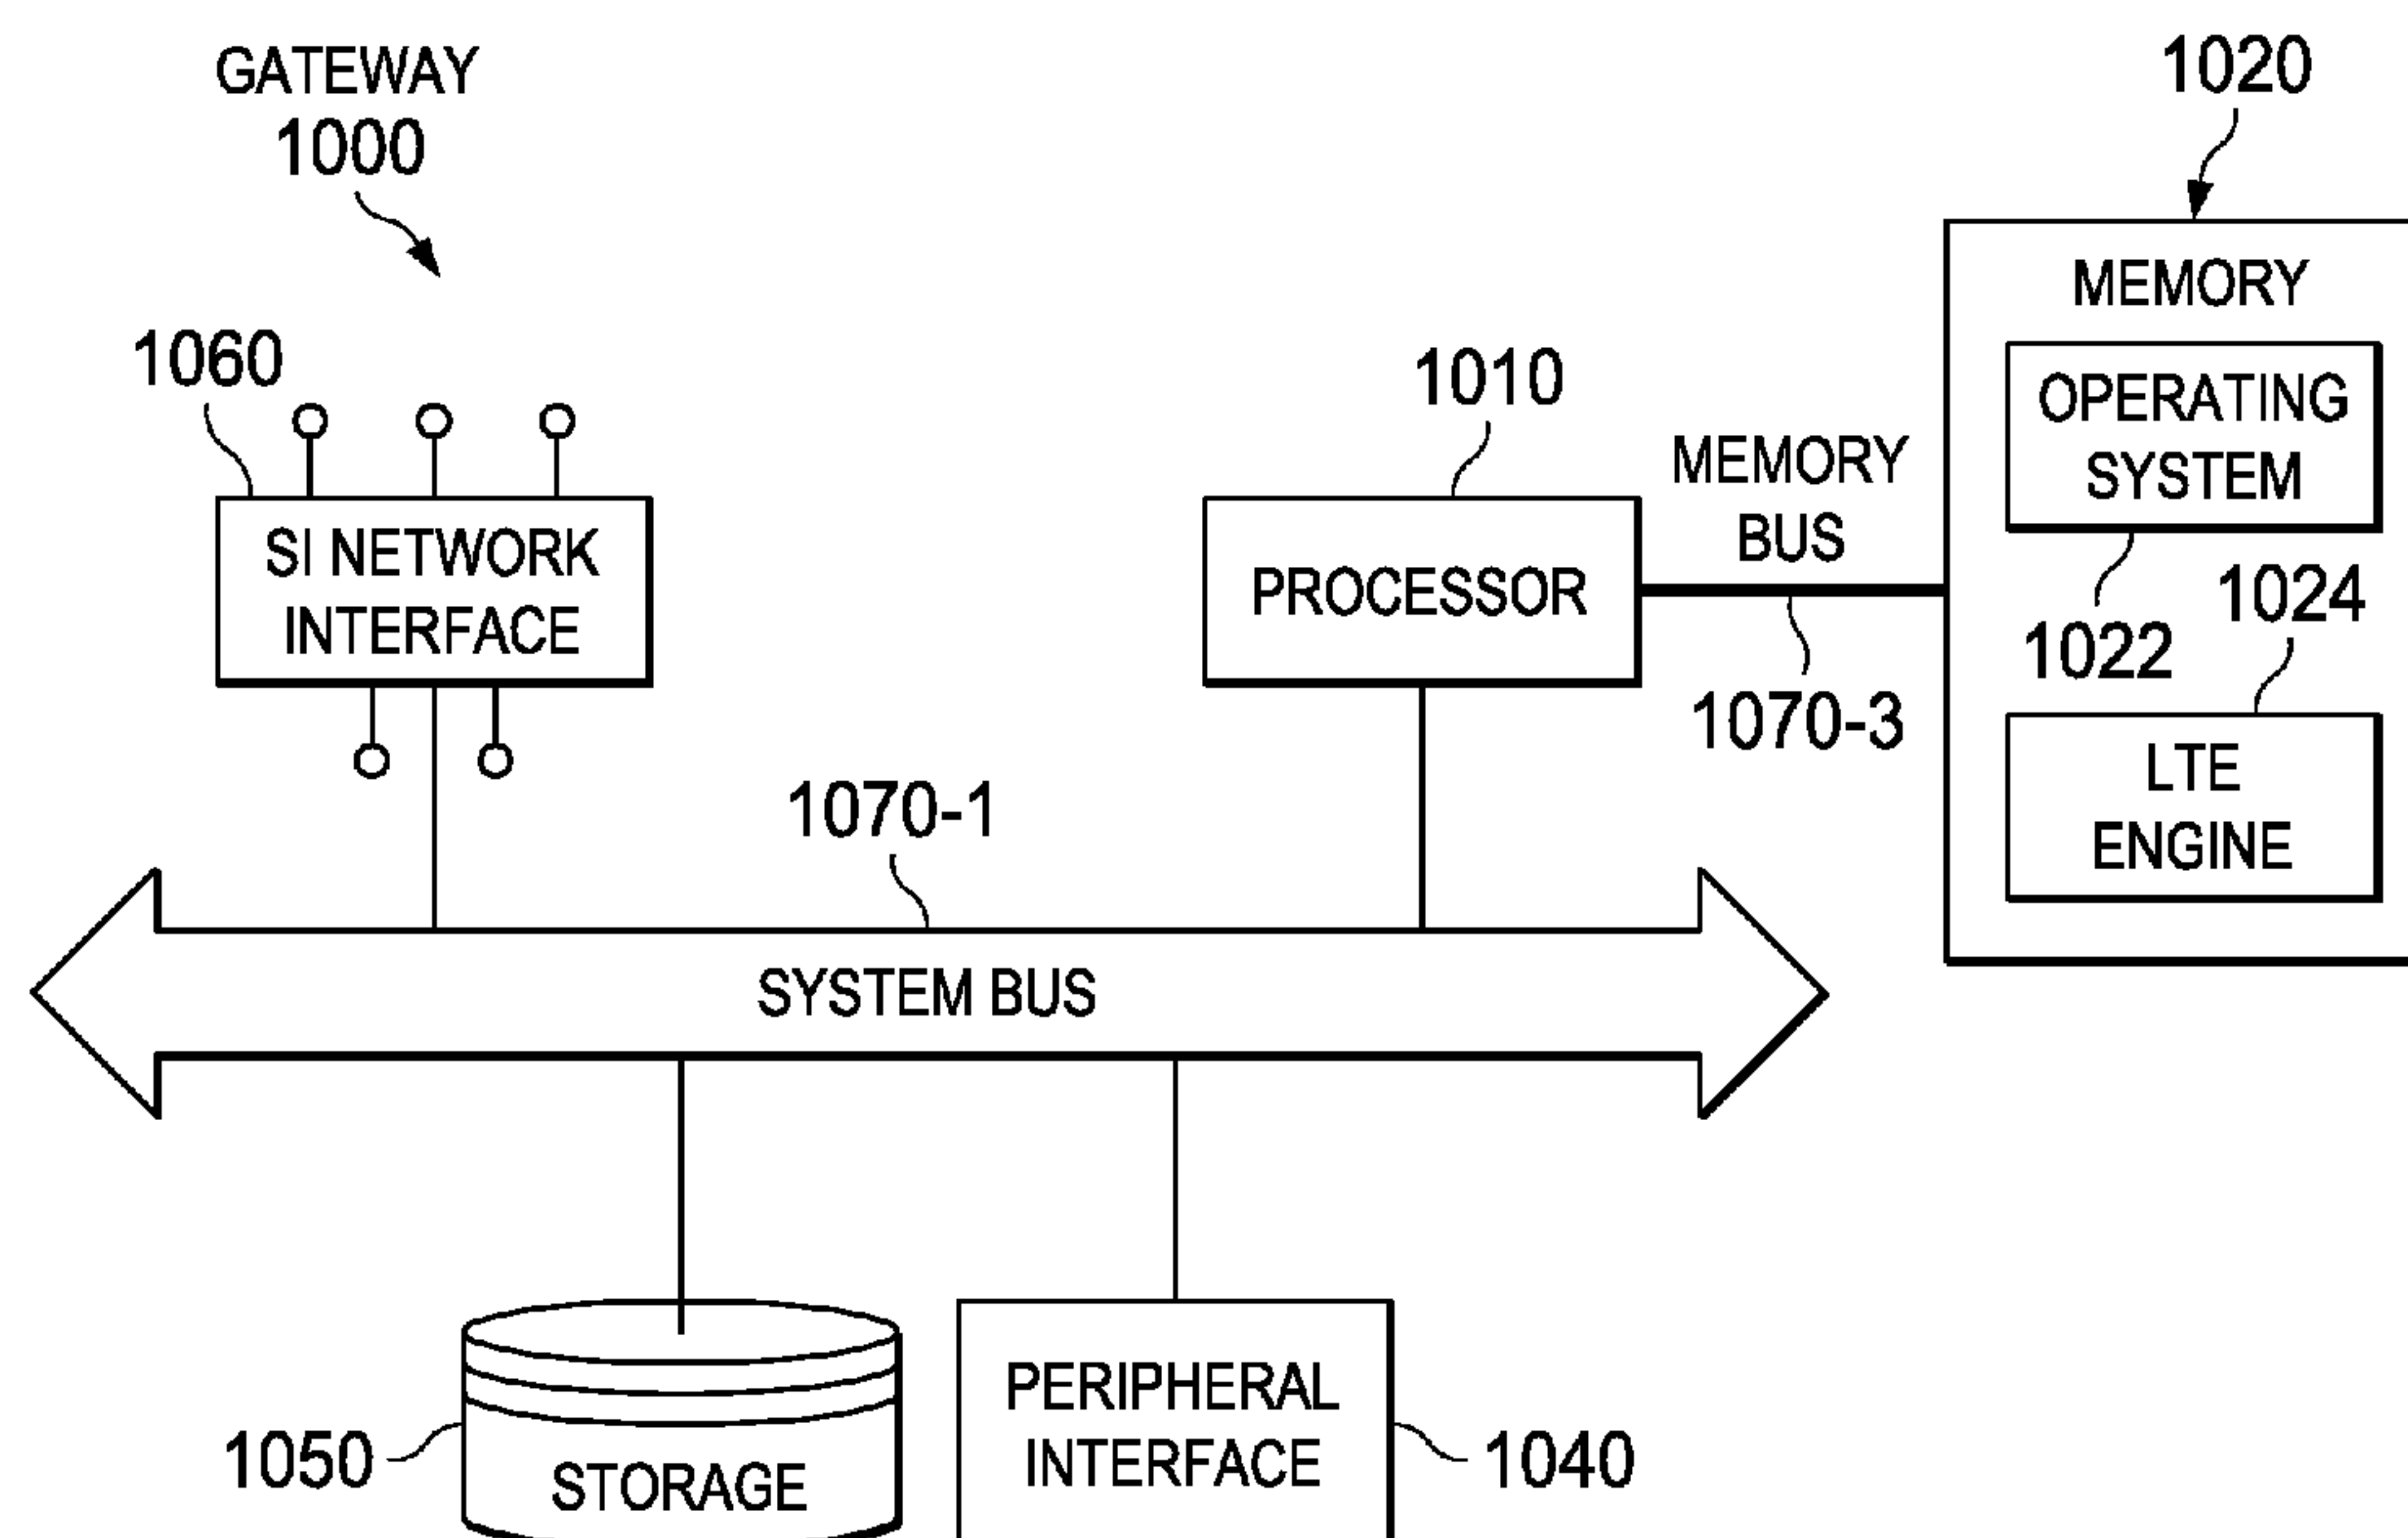 GATEWAY
1000
1020
MEMORY
OPERATING
SYSTEM
1022
1024
LTE
ENGINE
1060
SI NETWORK
INTERFACE
1010
PROCESSOR
MEMORY
BUS
1070-3
1070-1
SYSTEM BUS
1050
STORAGE
PERIPHERAL
INTERFACE
1040